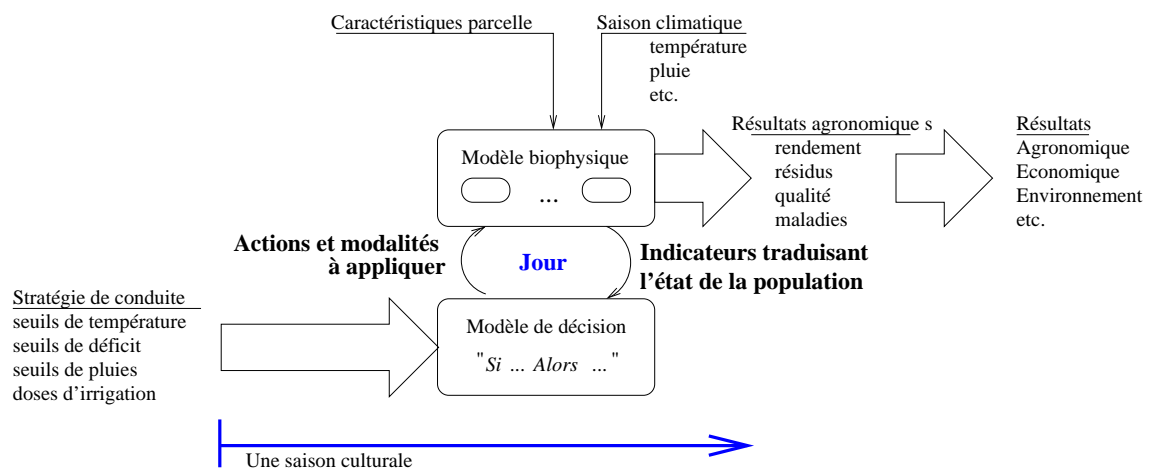 Caractéristiques parcelle
Saison climatique
température
pluie
etc.
Modèle biophysique
...
Résultats agronomique s
rendement
résidus
qualité
maladies
Résultats
Agronomique
Economique
Environnement
etc.
Actions et modalités
à appliquer
Jour
Indicateurs traduisant
l'état de la population
Stratégie de conduite
seuils de température
seuils de déficit
seuils de pluies
doses d'irrigation
Modèle de décision
"Si ... Alors ..."
Une saison culturale